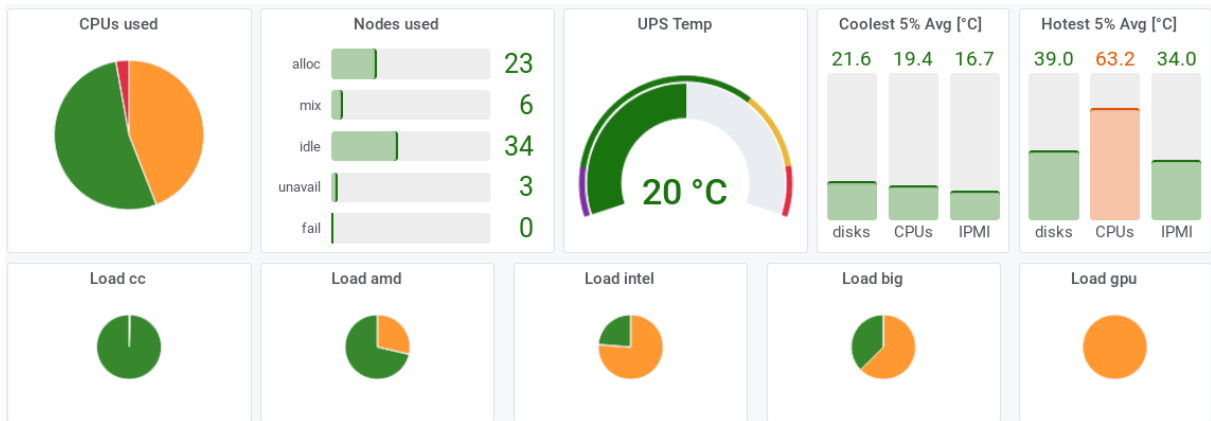 CPUs used
Nodes used
alloc 23
mix 6
idle 34
unavail 3
fail 0
UPS Temp
20 °C
Coolest 5% Avg [°C]
21.6 19.4 16.7
disks CPUs IPMI
Hotest 5% Avg [°C]
39.0 63.2 34.0
disks CPUs IPMI
Load cc
Load amd
Load intel
Load big
Load gpu